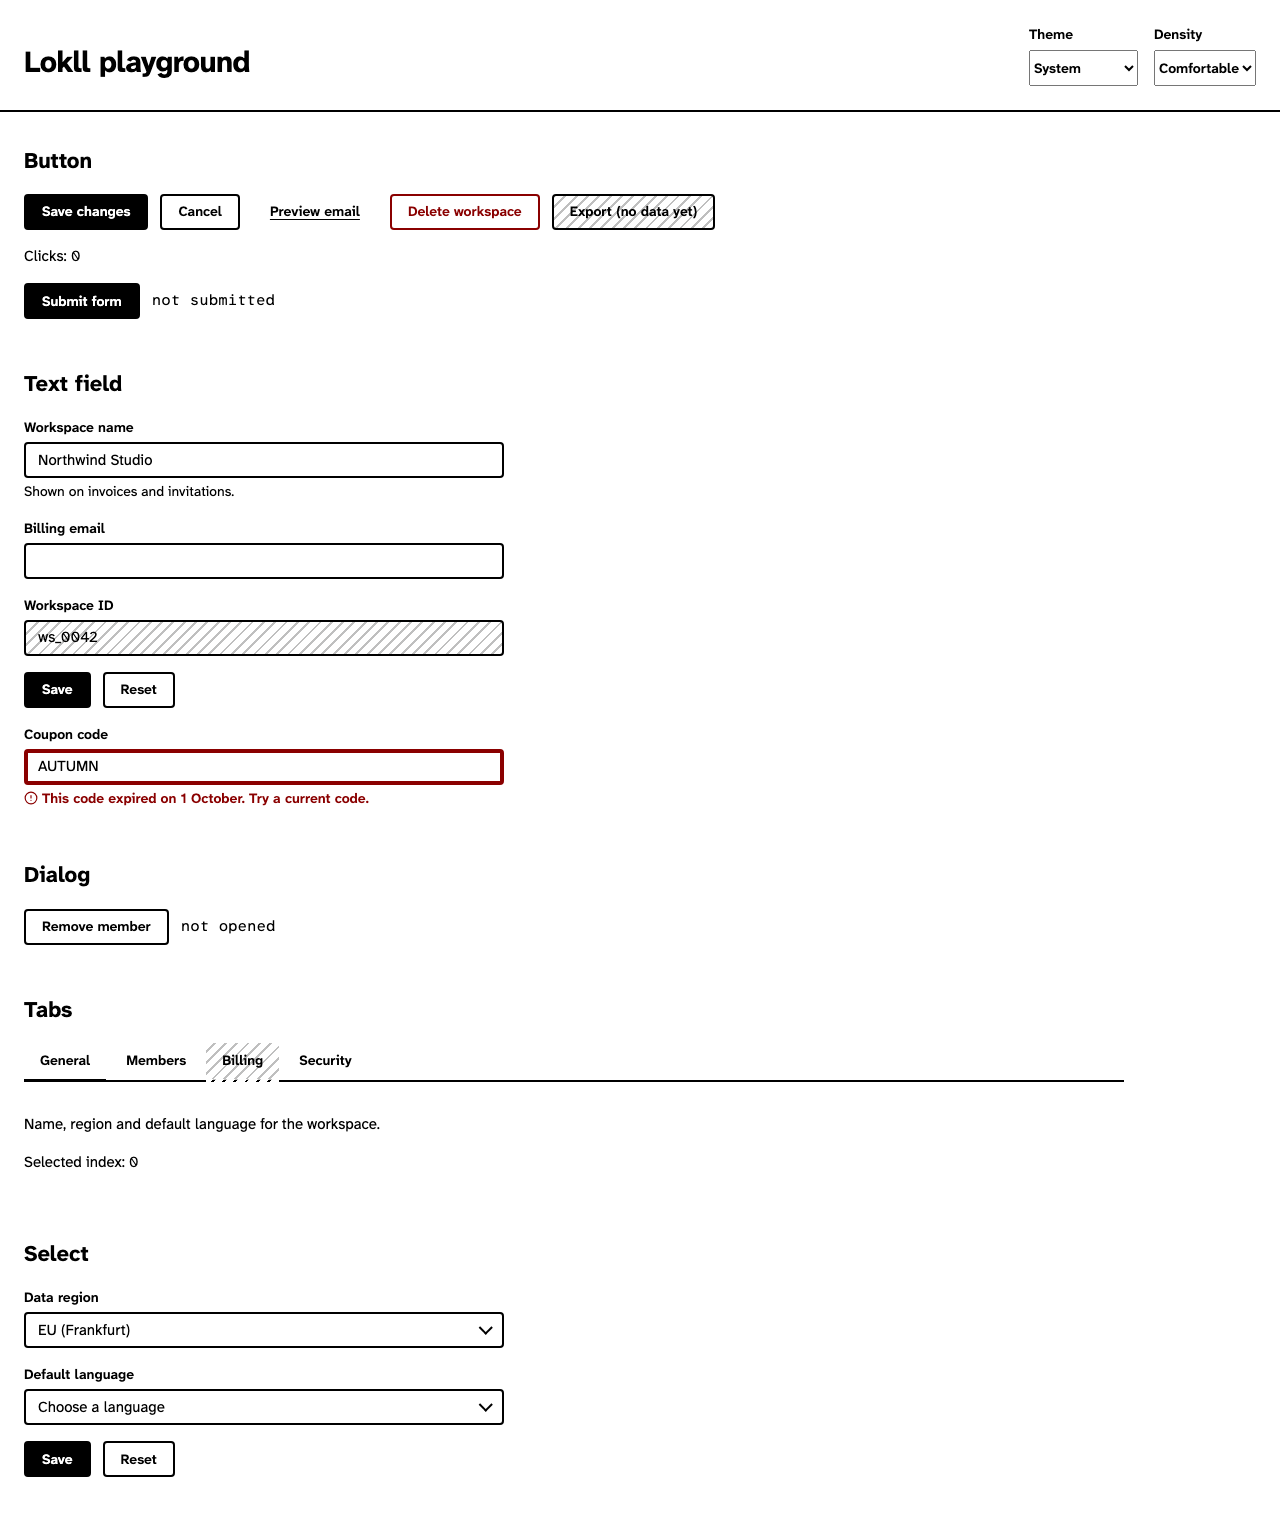 Lokll playground
Theme
Density
System
Comfortable
Button
Save changes
Cancel
Preview email
Delete workspace
Export (no data yet)
Clicks: 0
Submit form
not submitted
Text field
Workspace name
Northwind Studio
Shown on invoices and invitations.
Billing email
Workspace ID
ws_0042
Save
Reset
Coupon code
AUTUMN
This code expired on 1 October. Try a current code.
Dialog
Remove member
not opened
Tabs
General
Members
Billing
Security
Name, region and default language for the workspace.
Selected index: 0
Select
Data region
EU (Frankfurt)
Default language
Choose a language
Save
Reset